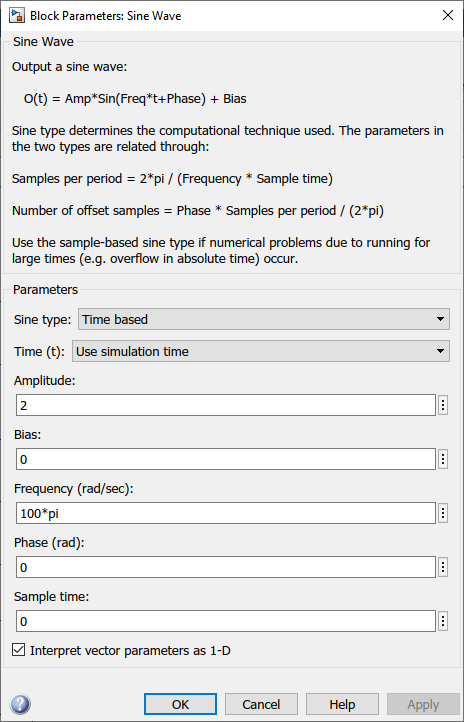 Block Parameters: Sine Wave
Sine Wave
Output a sine wave:
O(t) = Amp*Sin(Freq*t+Phase) + Bias
Sine type determines the computational technique used. The parameters in
the two types are related through:
Samples per period = 2*pi / (Frequency * Sample time)
Number of offset samples = Phase * Samples per period / (2*pi)
Use the sample-based sine type if numerical problems due to running for
large times (e.g. overflow in absolute time) occur.
Parameters
Sine type: Time based
Time (t): Use simulation time
Amplitude:
2
Bias:
0
Frequency (rad/sec):
100*pi
Phase (rad):
0
Sample time:
0
Interpret vector parameters as 1-D
? OK Cancel Help Apply